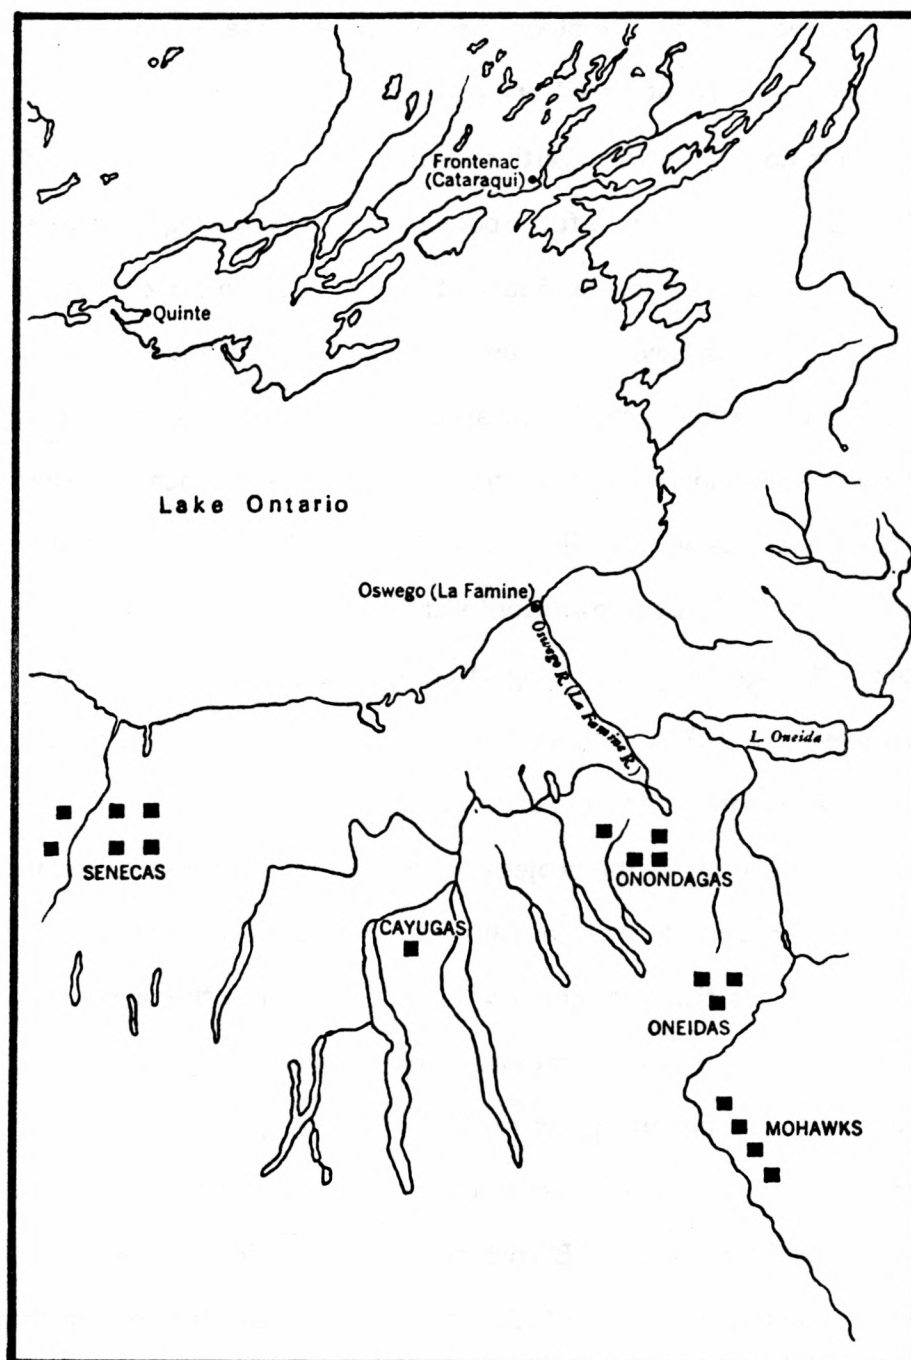 Frontenac
(Cataraqui)
Quinte
Lake Ontario
Oswego (La Famine)
Oswego R. (La Famine R.)
L. Oneida
SENECAS
ONONDAGAS
CAYUGAS
ONEIDAS
MOHAWKS